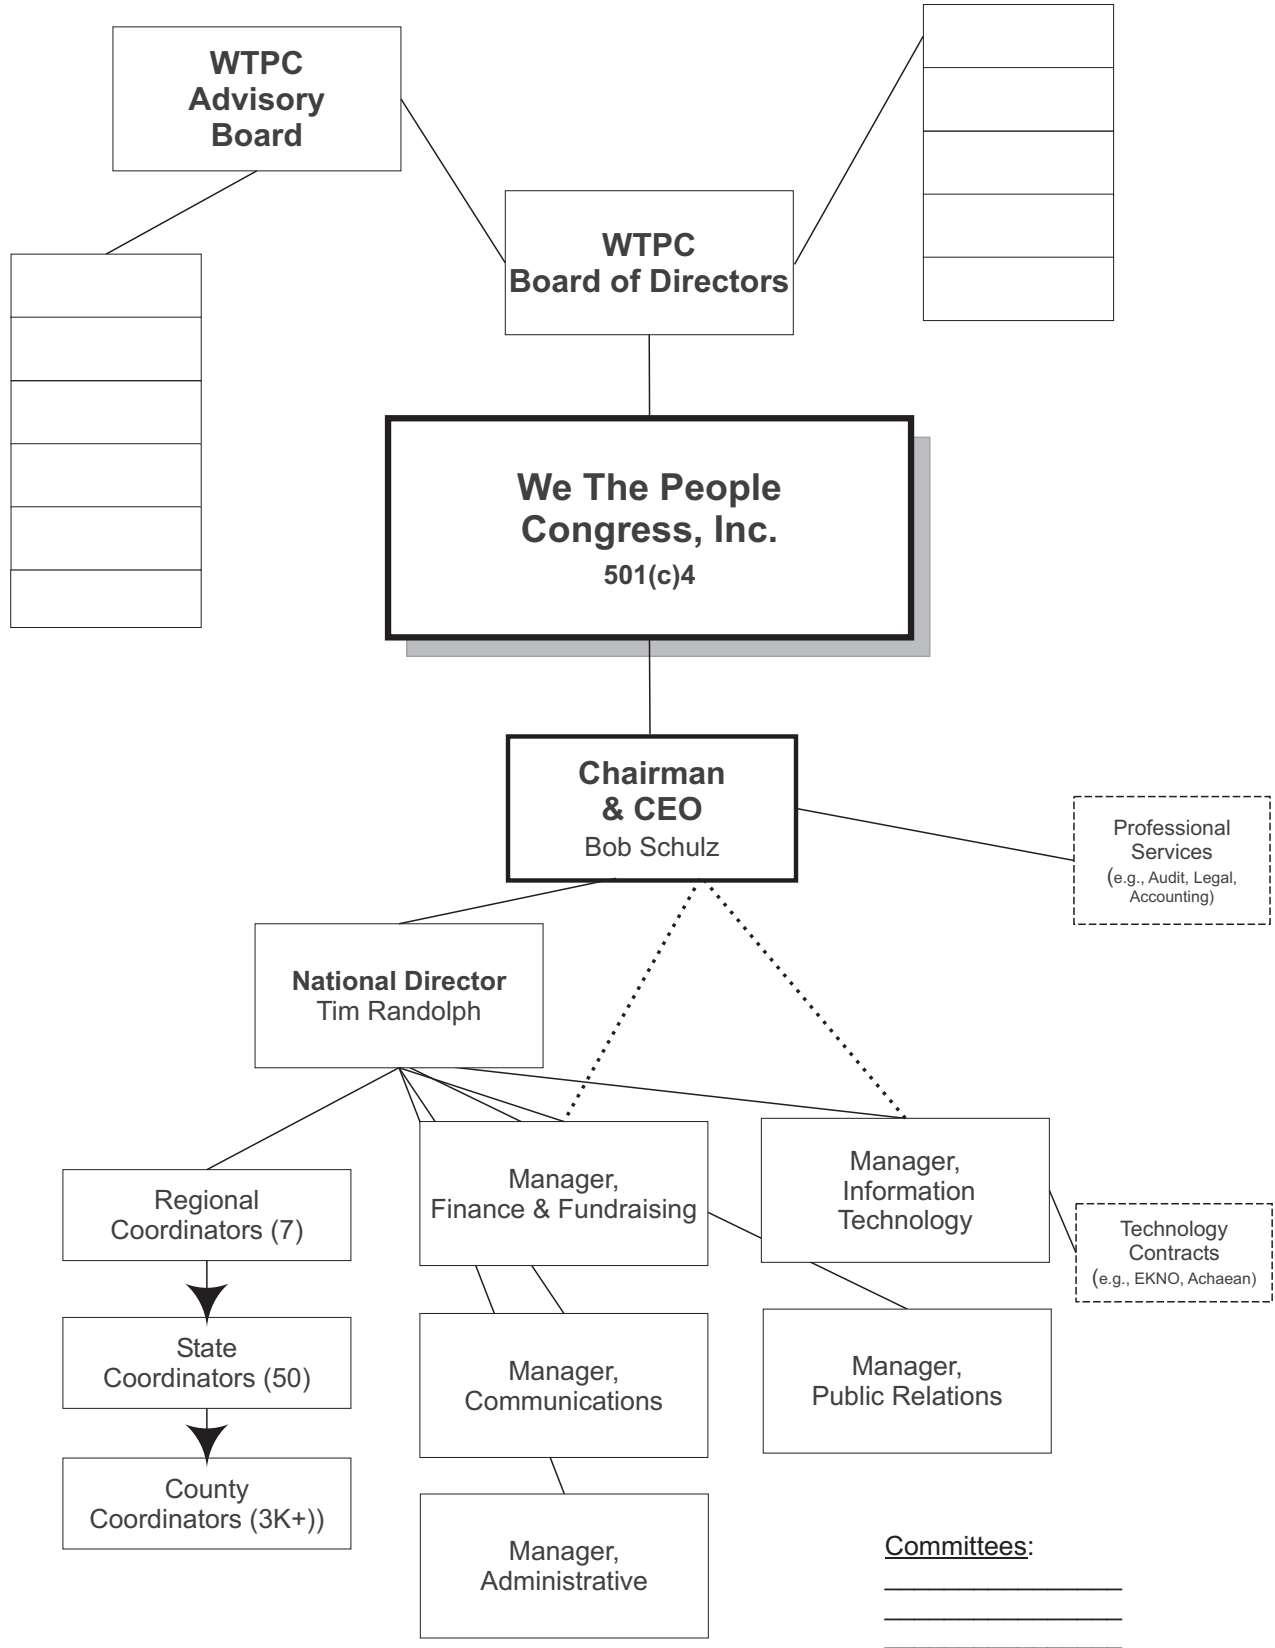 WTPC
Advisory
Board
WTPC
Board of Directors
We The People
Congress, Inc.
501(c)4
Chairman
& CEO
Bob Schulz
Professional
Services
(e.g., Audit, Legal,
Accounting)
National Director
Tim Randolph
Regional
Coordinators (7)
Manager,
Finance & Fundraising
Manager,
Information
Technology
Technology
Contracts
(e.g., EKNO, Achaean)
State
Coordinators (50)
Manager,
Communications
Manager,
Public Relations
County
Coordinators (3K+))
Manager,
Administrative
Committees: